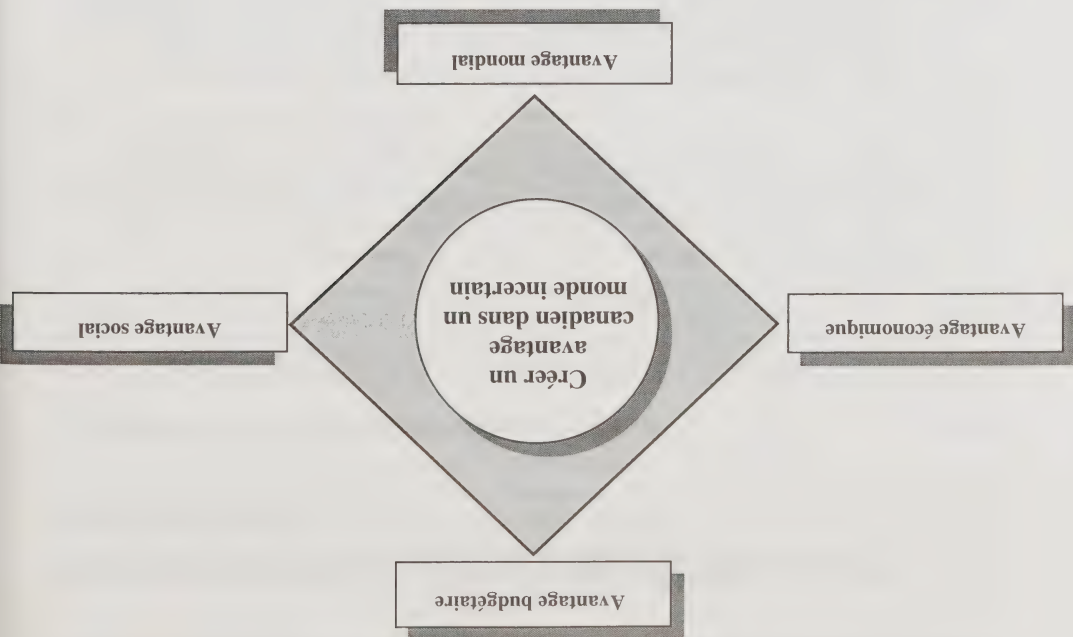 Avantage budgétaire
Avantage économique
Créer un
avantage
canadien dans un
monde incertain
Avantage social
Avantage mondial